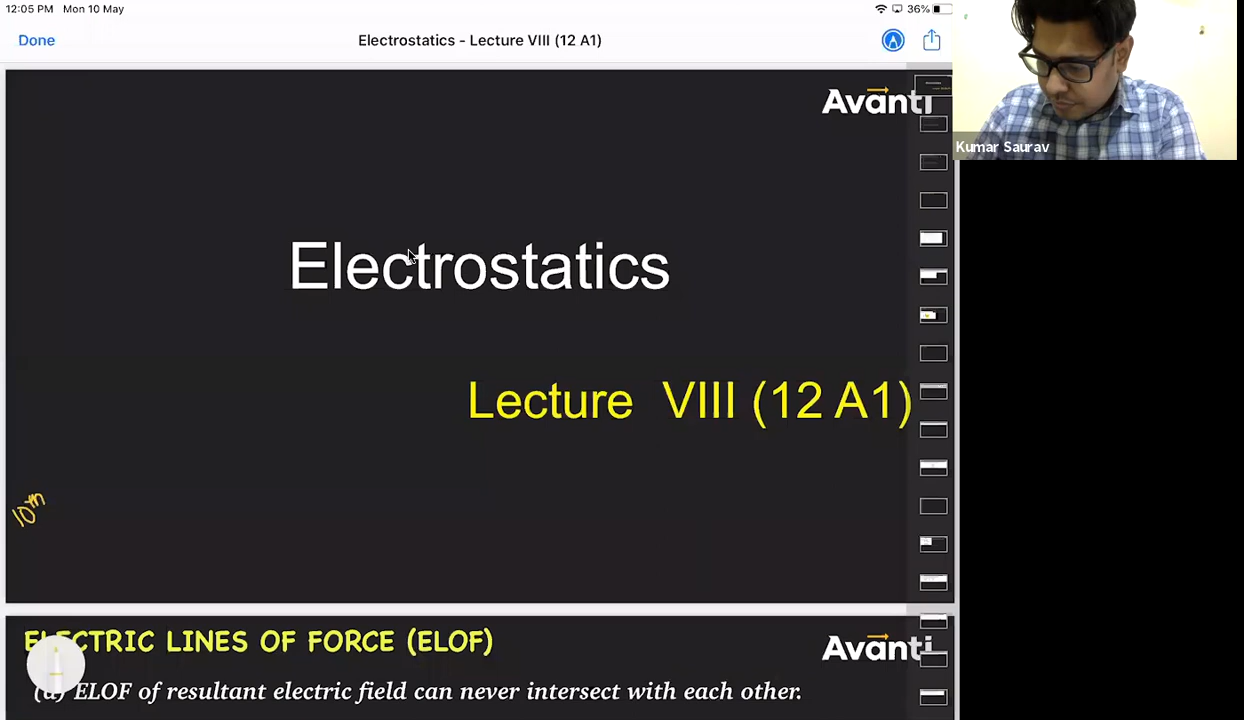 12:05 PM Mon 10 May
36%
Done
Electrostatics - Lecture VIII (12 A1)
Avanti
Kumar Saurav
Electrostatics
Lecture VIII (12 A1)
10m
ELECTRIC LINES OF FORCE (ELOF)
Avanti
(a) ELOF of resultant electric field can never intersect with each other.